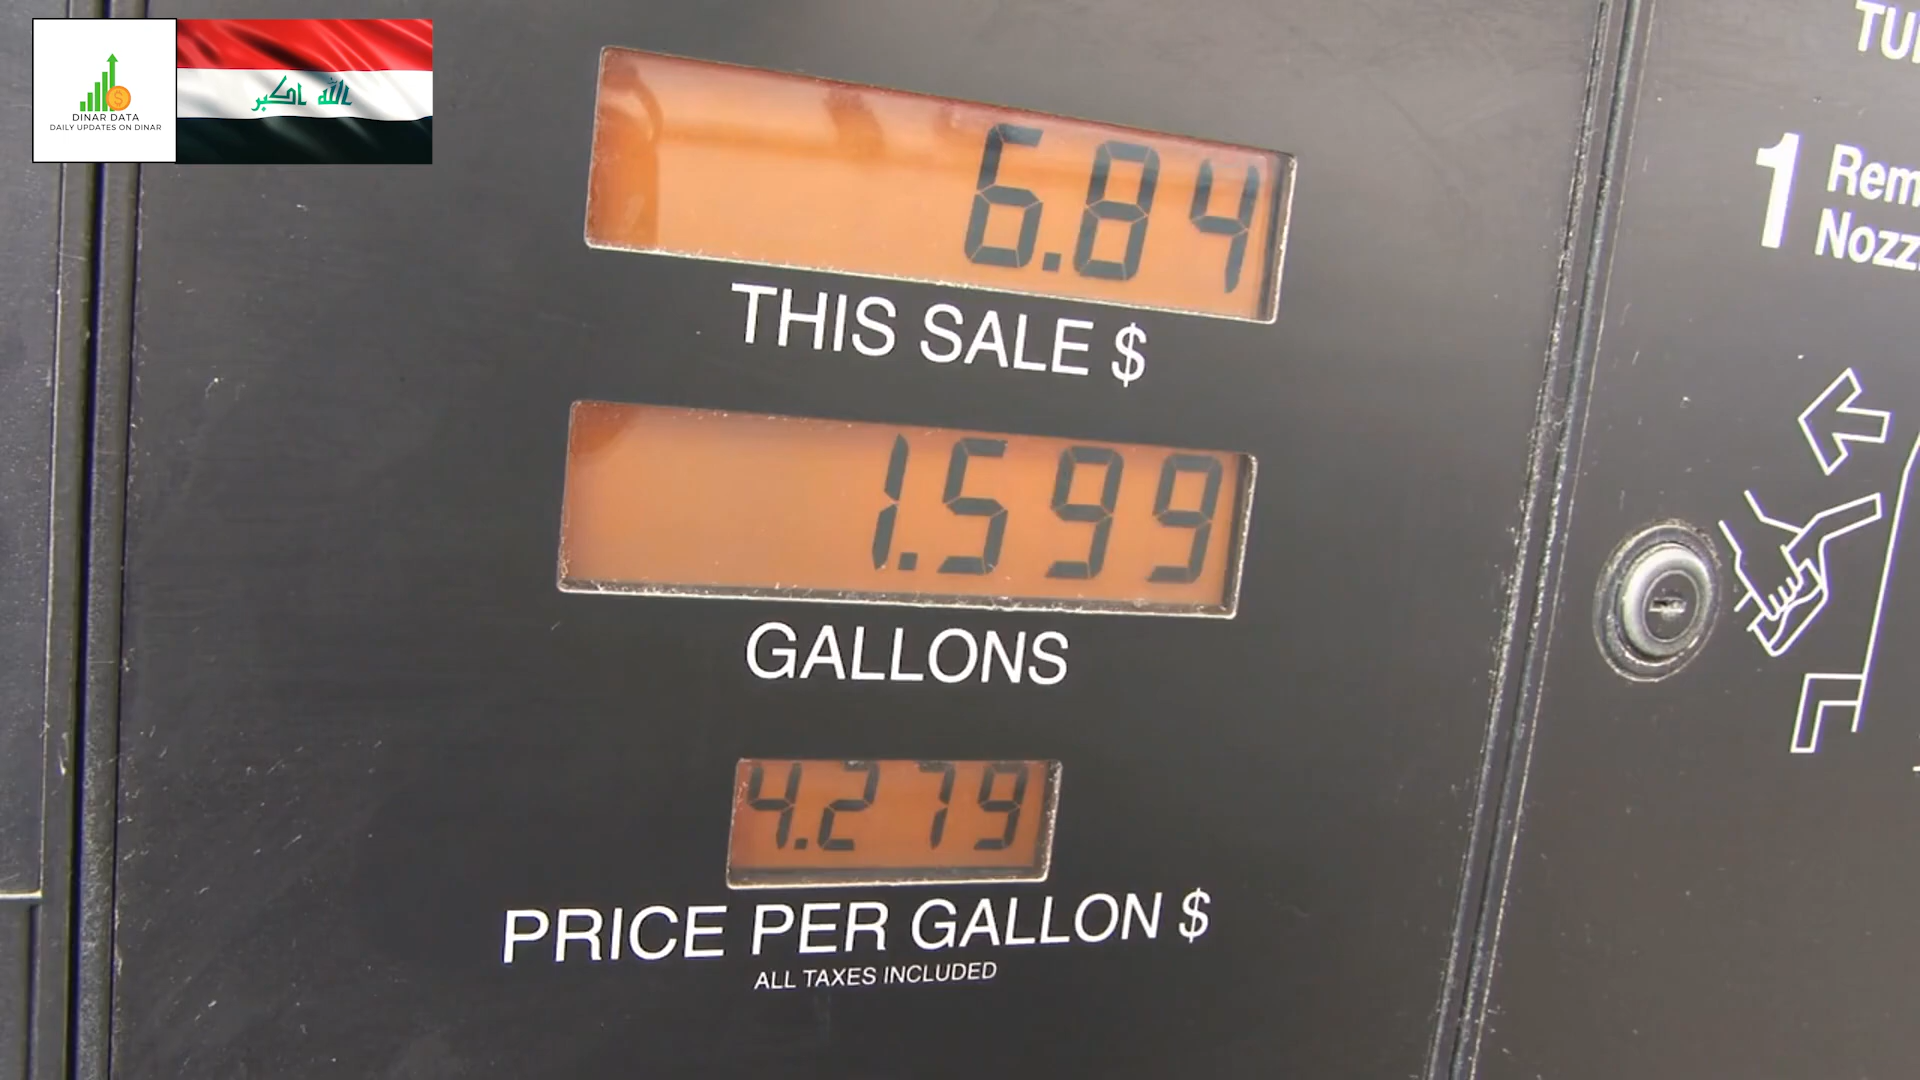 DINAR DATA
DAILY UPDATES ON DINAR
الله اكبر
6.84
THIS SALE $
1.599
GALLONS
4.279
PRICE PER GALLON $
ALL TAXES INCLUDED
1